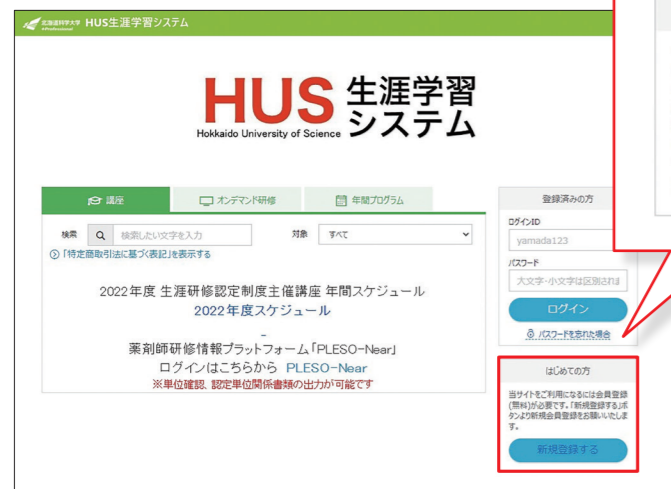 北海道科学大学 HUS生涯学習システム
+Professional
HUS 生涯学習
システム
Hokkaido University of Science
講座
オンデマンド研修
年間プログラム
検索
検索したい文字を入力
対象
すべて
「特定商取引法に基づく表記」を表示する
2022年度 生涯研修認定制度主催講座 年間スケジュール
2022年度スケジュール
–
薬剤師研修情報プラットフォーム「PLESO-Near」
ログインはこちらから PLESO-Near
※単位確認、認定単位関係書類の出力が可能です
登録済みの方
ログインID
yamada123
パスワード
大文字・小文字は区別されま
ログイン
パスワードを忘れた場合
はじめての方
当サイトをご利用になるには会員登録
(無料)が必要です。「新規登録する」ボ
タンより新規会員登録をお願いいたしま
す。
新規登録する